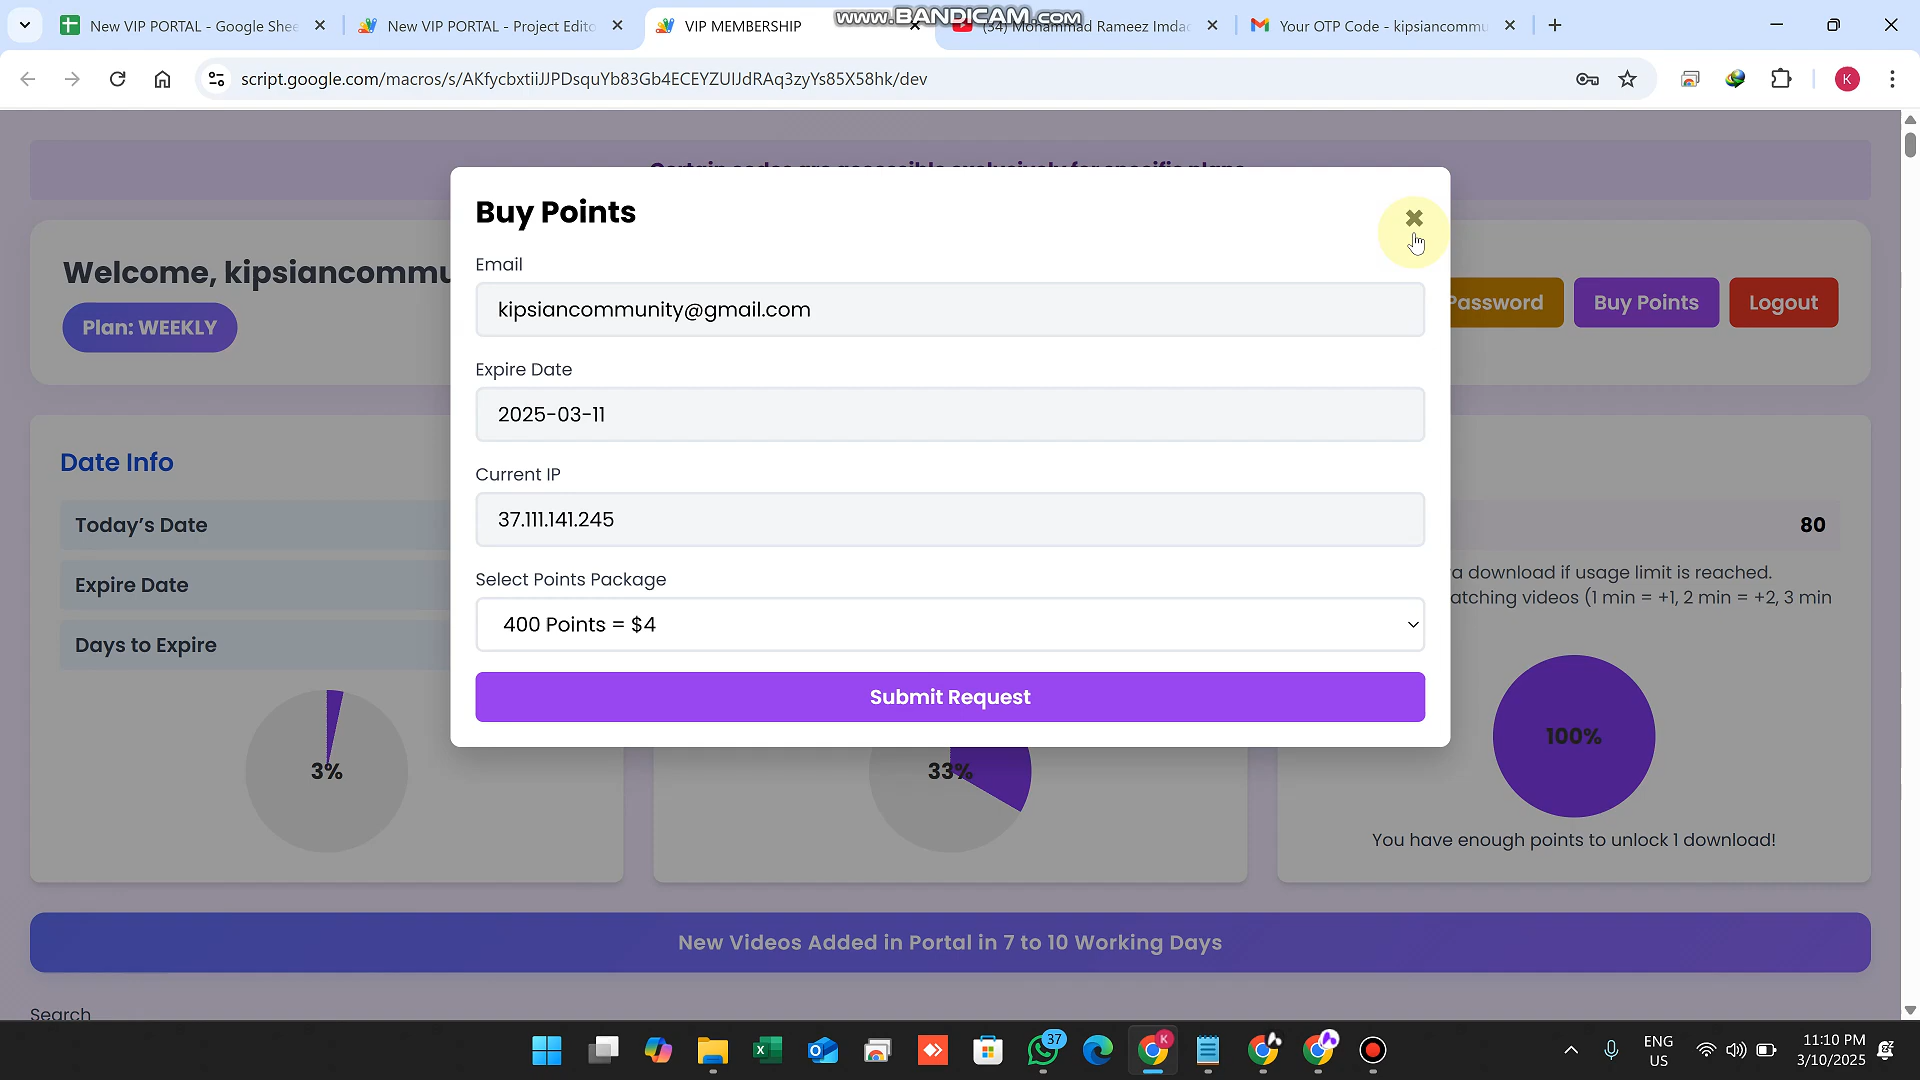 New VIP PORTAL - Google Shee
New VIP PORTAL - Project Edito
VIP MEMBERSHIP
www.BANDICAM.com
(34) Mohammad Rameez Imdac
Your OTP Code - kipsiancommu
script.google.com/macros/s/AKfycbxtiiJJPDsquYb83Gb4ECEYZUIJdRAq3zyYs85X58hk/dev
K
Welcome, kipsiancommu
Plan: WEEKLY
Password
Buy Points
Logout
Buy Points
Email
kipsiancommunity@gmail.com
Expire Date
2025-03-11
Current IP
37.111.141.245
Select Points Package
400 Points = $4
Submit Request
Date Info
Today's Date
Expire Date
Days to Expire
3%
33%
80
a download if usage limit is reached.
atching videos (1 min = +1, 2 min = +2, 3 min
100%
You have enough points to unlock 1 download!
New Videos Added in Portal in 7 to 10 Working Days
Search
37
K
ENG
US
11:10 PM
3/10/2025